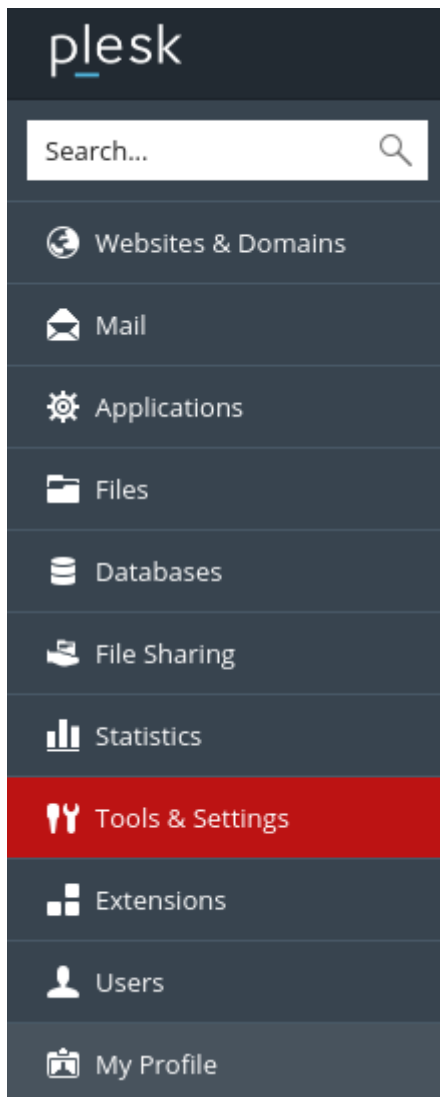 plesk
Search...
Websites & Domains
Mail
Applications
Files
Databases
File Sharing
Statistics
Tools & Settings
Extensions
Users
My Profile